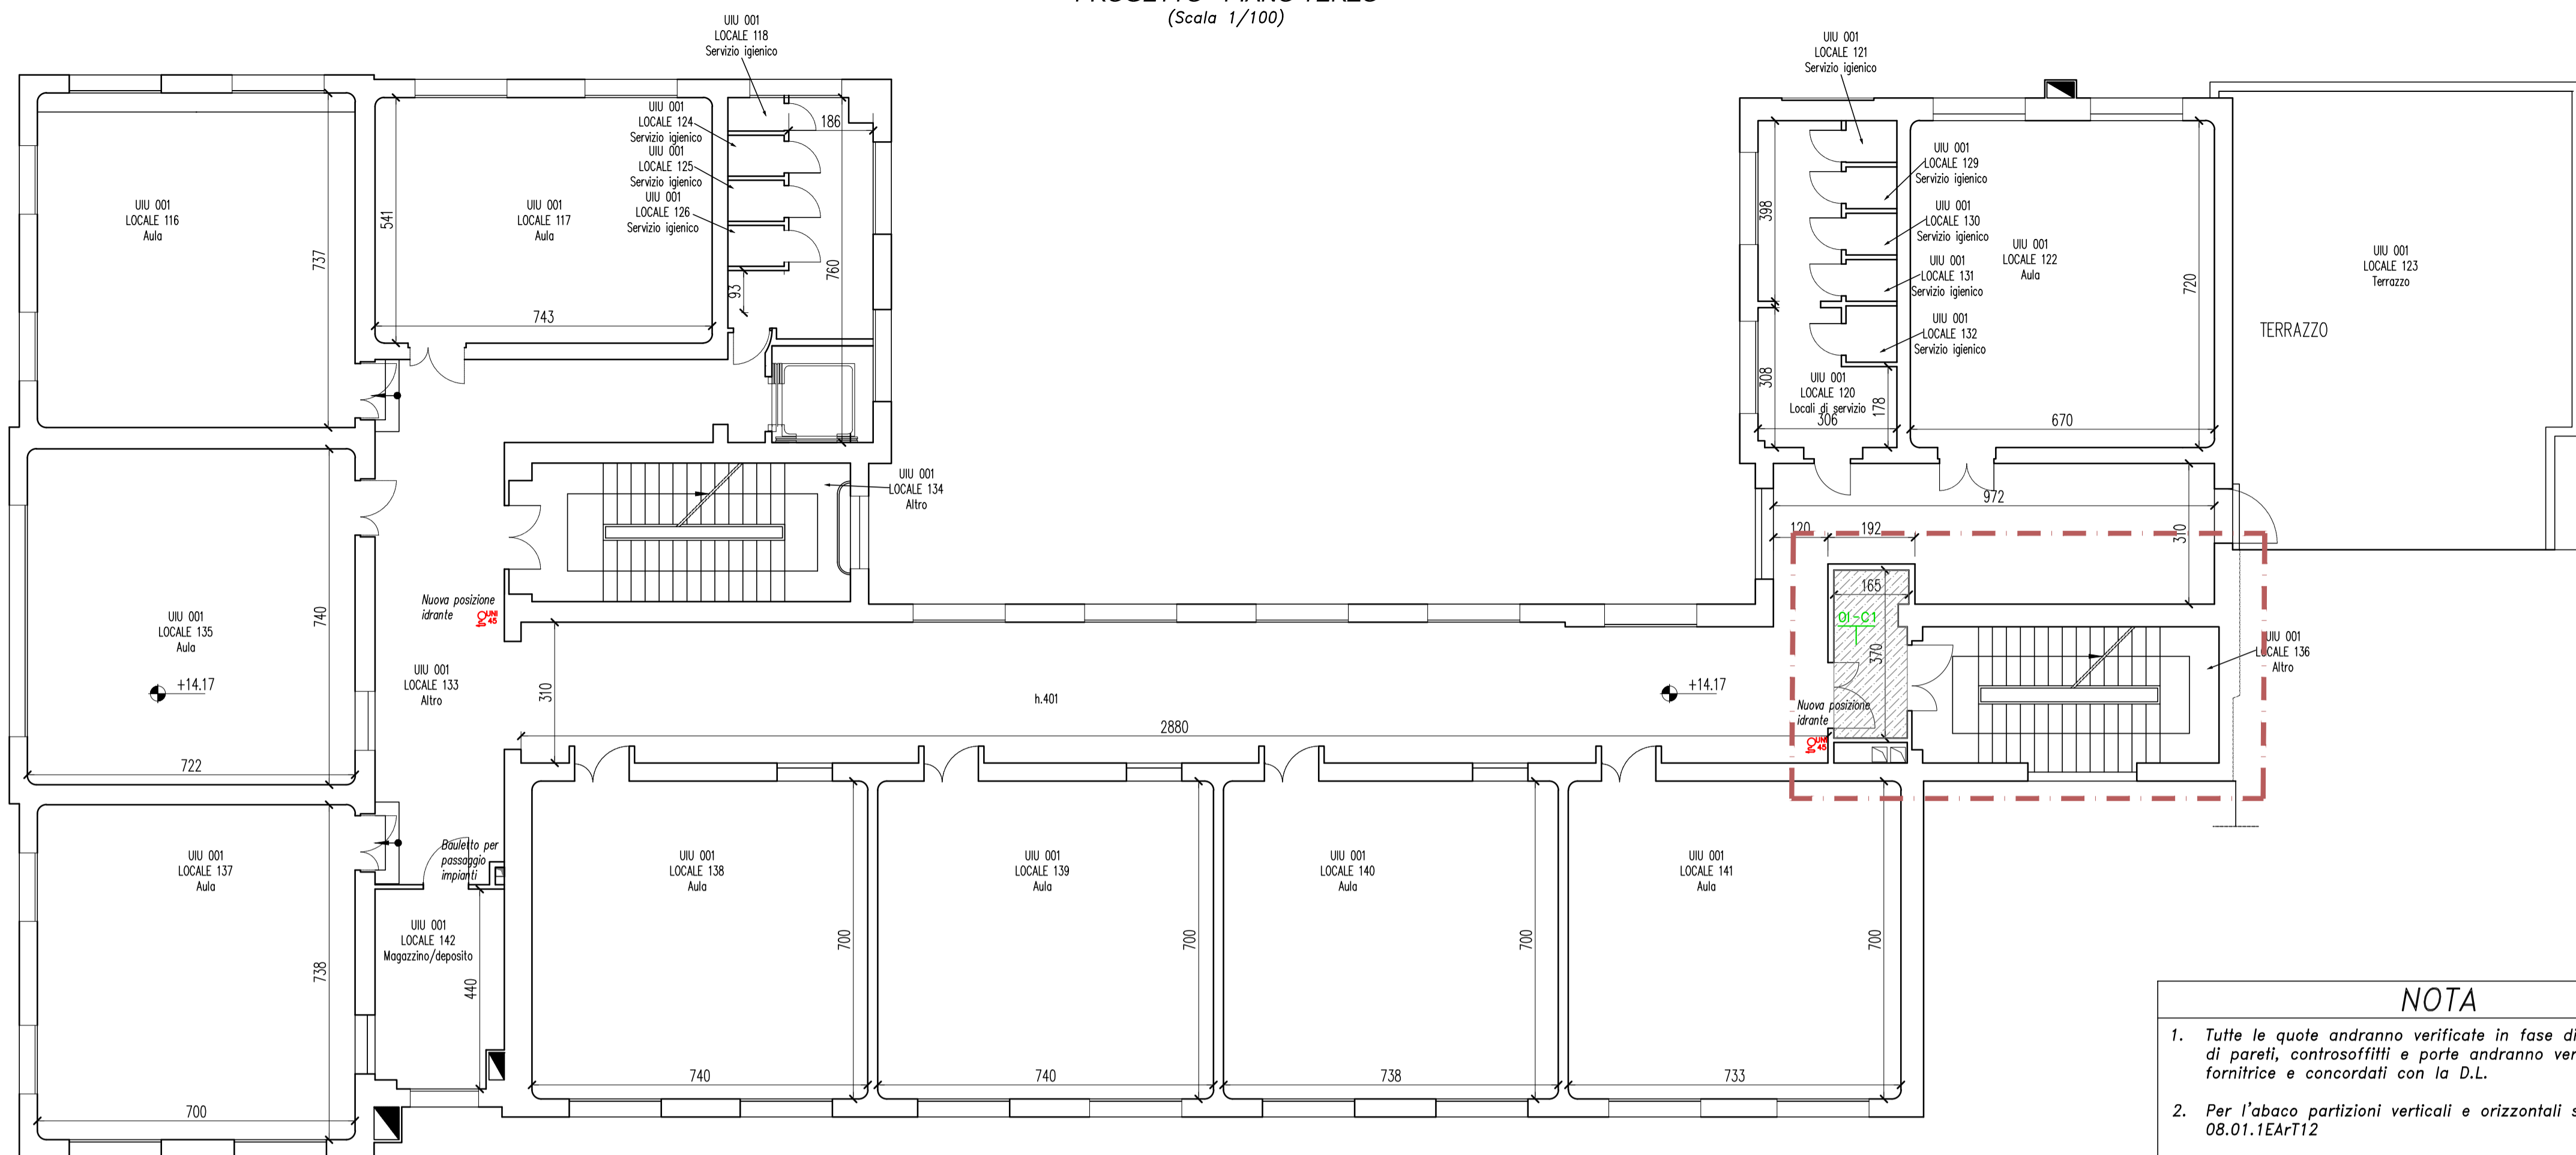 (Scala 1/100)
UIU 001
LOCALE 118
Servizio igienico
UIU 001
LOCALE 121
Servizio igienico
UIU 001
LOCALE 124
Servizio igienico
UIU 001
LOCALE 125
Servizio igienico
UIU 001
LOCALE 126
Servizio igienico
186
UIU 001
LOCALE 116
Aula
737
541
UIU 001
LOCALE 117
Aula
743
93
760
398
308
UIU 001
LOCALE 129
Servizio igienico
UIU 001
LOCALE 130
Servizio igienico
UIU 001
LOCALE 131
Servizio igienico
UIU 001
LOCALE 132
Servizio igienico
UIU 001
LOCALE 122
Aula
720
670
UIU 001
LOCALE 120
Locali di servizio
306
178
UIU 001
LOCALE 123
Terrazzo
TERRAZZO
UIU 001
LOCALE 134
Altro
972
120
192
310
165
01-C1
370
UIU 001
LOCALE 136
Altro
Nuova posizione
idrante
UNI
45
UIU 001
LOCALE 135
Aula
+14.17
740
722
UIU 001
LOCALE 133
Altro
310
h.401
2880
+14.17
Nuova posizione
idrante
UNI
45
Bauletto per
passaggio
impianti
UIU 001
LOCALE 137
Aula
738
700
UIU 001
LOCALE 142
Magazzino/deposito
440
UIU 001
LOCALE 138
Aula
700
740
UIU 001
LOCALE 139
Aula
700
740
UIU 001
LOCALE 140
Aula
700
738
UIU 001
LOCALE 141
Aula
700
733
NOTA
1. Tutte le quote andranno verificate in fase di
di pareti, controsoffitti e porte andranno ver
fornitrice e concordati con la D.L.
2. Per l'abaco partizioni verticali e orizzontali s
08.01.1EArT12